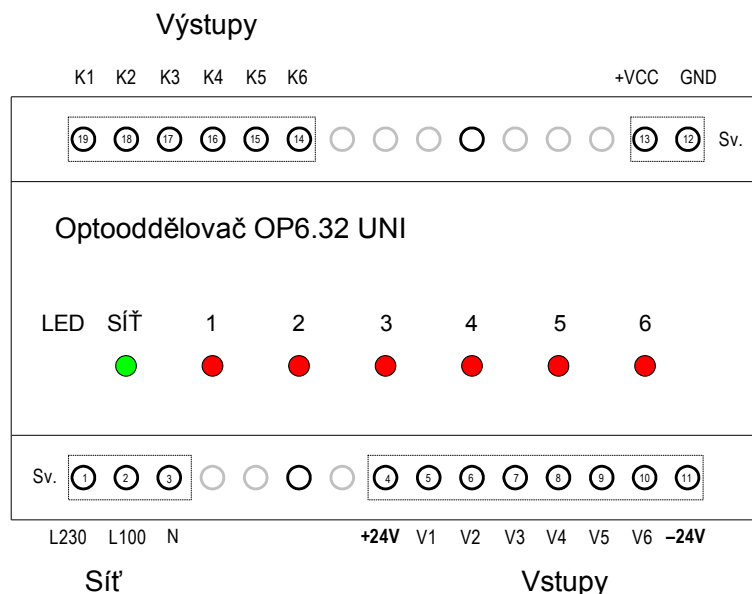 Výstupy
K1 K2 K3 K4 K5 K6 +VCC GND
19 18 17 16 15 14 13 12 Sv.
Optooddělovač OP6.32 UNI
LED SÍŤ 1 2 3 4 5 6
Sv. 1 2 3 4 5 6 7 8 9 10 11
L230 L100 N +24V V1 V2 V3 V4 V5 V6 –24V
Síť Vstupy